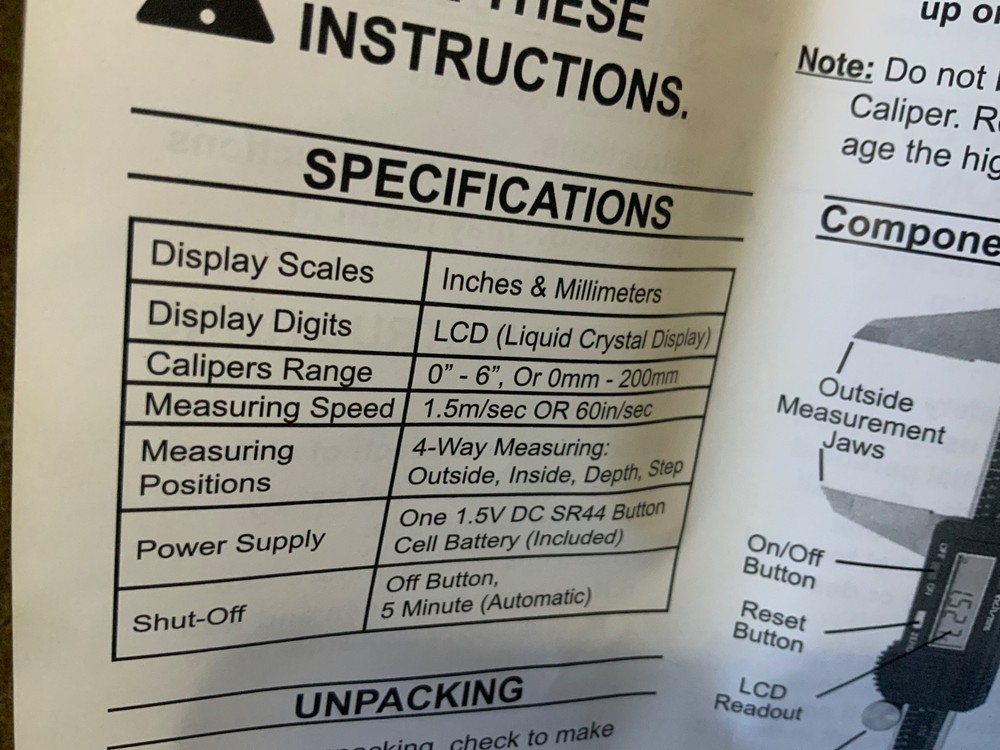 THESE
INSTRUCTIONS.
SPECIFICATIONS
Display Scales Inches & Millimeters
Display Digits LCD (Liquid Crystal Display)
Calipers Range 0" - 6", Or 0mm - 200mm
Measuring Speed 1.5m/sec OR 60in/sec
Measuring
Positions
4-Way Measuring:
Outside, Inside, Depth, Step
Power Supply
One 1.5V DC SR44 Button
Cell Battery (Included)
Shut-Off
Off Button,
5 Minute (Automatic)
UNPACKING
check to make
up
Note: Do not
Caliper.
age the
Outside
Measurement
Jaws
On/Off
Button
Reset
Button
LCD
Readout
OFF ON